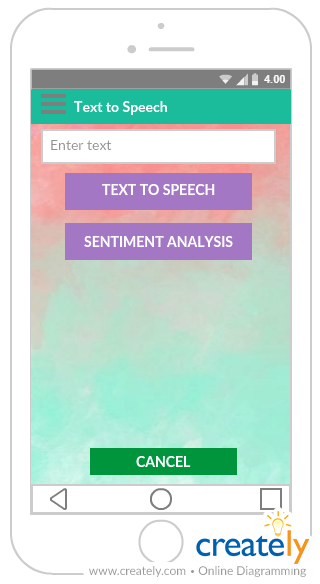 4.00
Text to Speech
Enter text
TEXT TO SPEECH
SENTIMENT ANALYSIS
CANCEL
creately
www.creately.com • Online Diagramming